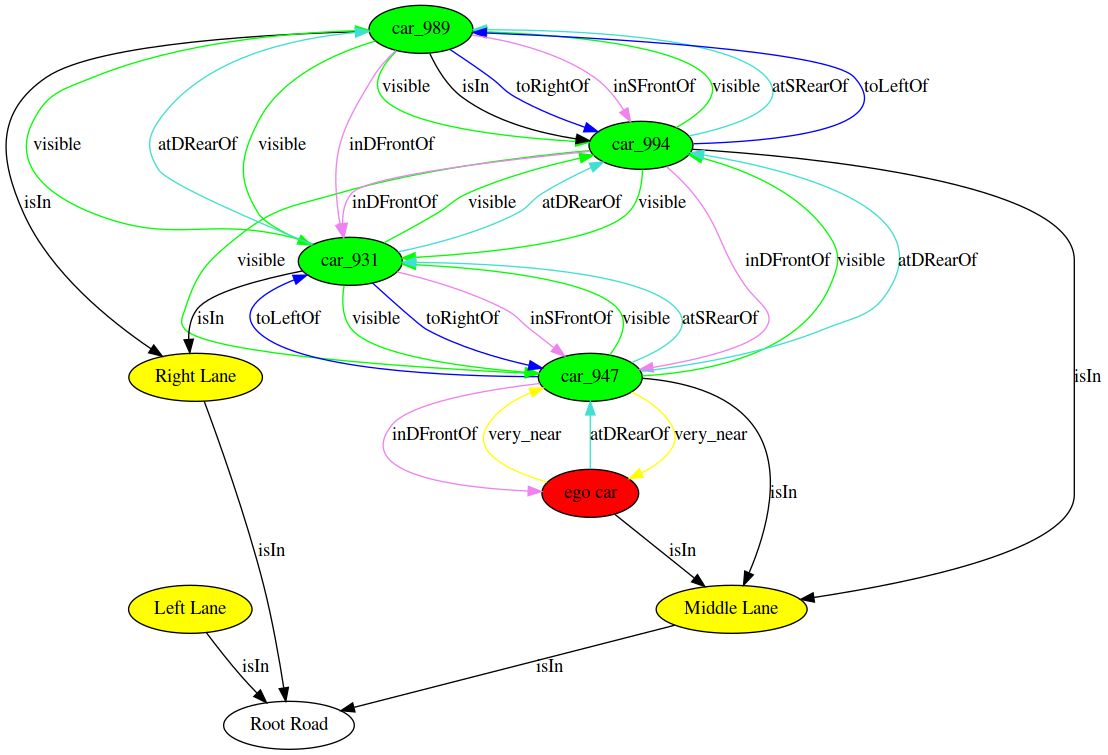 car_989
visible isIn toRightOf inSFrontOf visible atSRearOf toLeftOf
visible atDRearOf visible inDFrontOf car_994
isIn inDFrontOf visible atDRearOf visible
visible car_931 inDFrontOf visible atDRearOf
isIn toLeftOf visible toRightOf inSFrontOf visible atSRearOf
Right Lane car_947 isIn
inDFrontOf very_near atDRearOf very_near
ego car isIn
isIn isIn
Left Lane Middle Lane
isIn isIn
Root Road